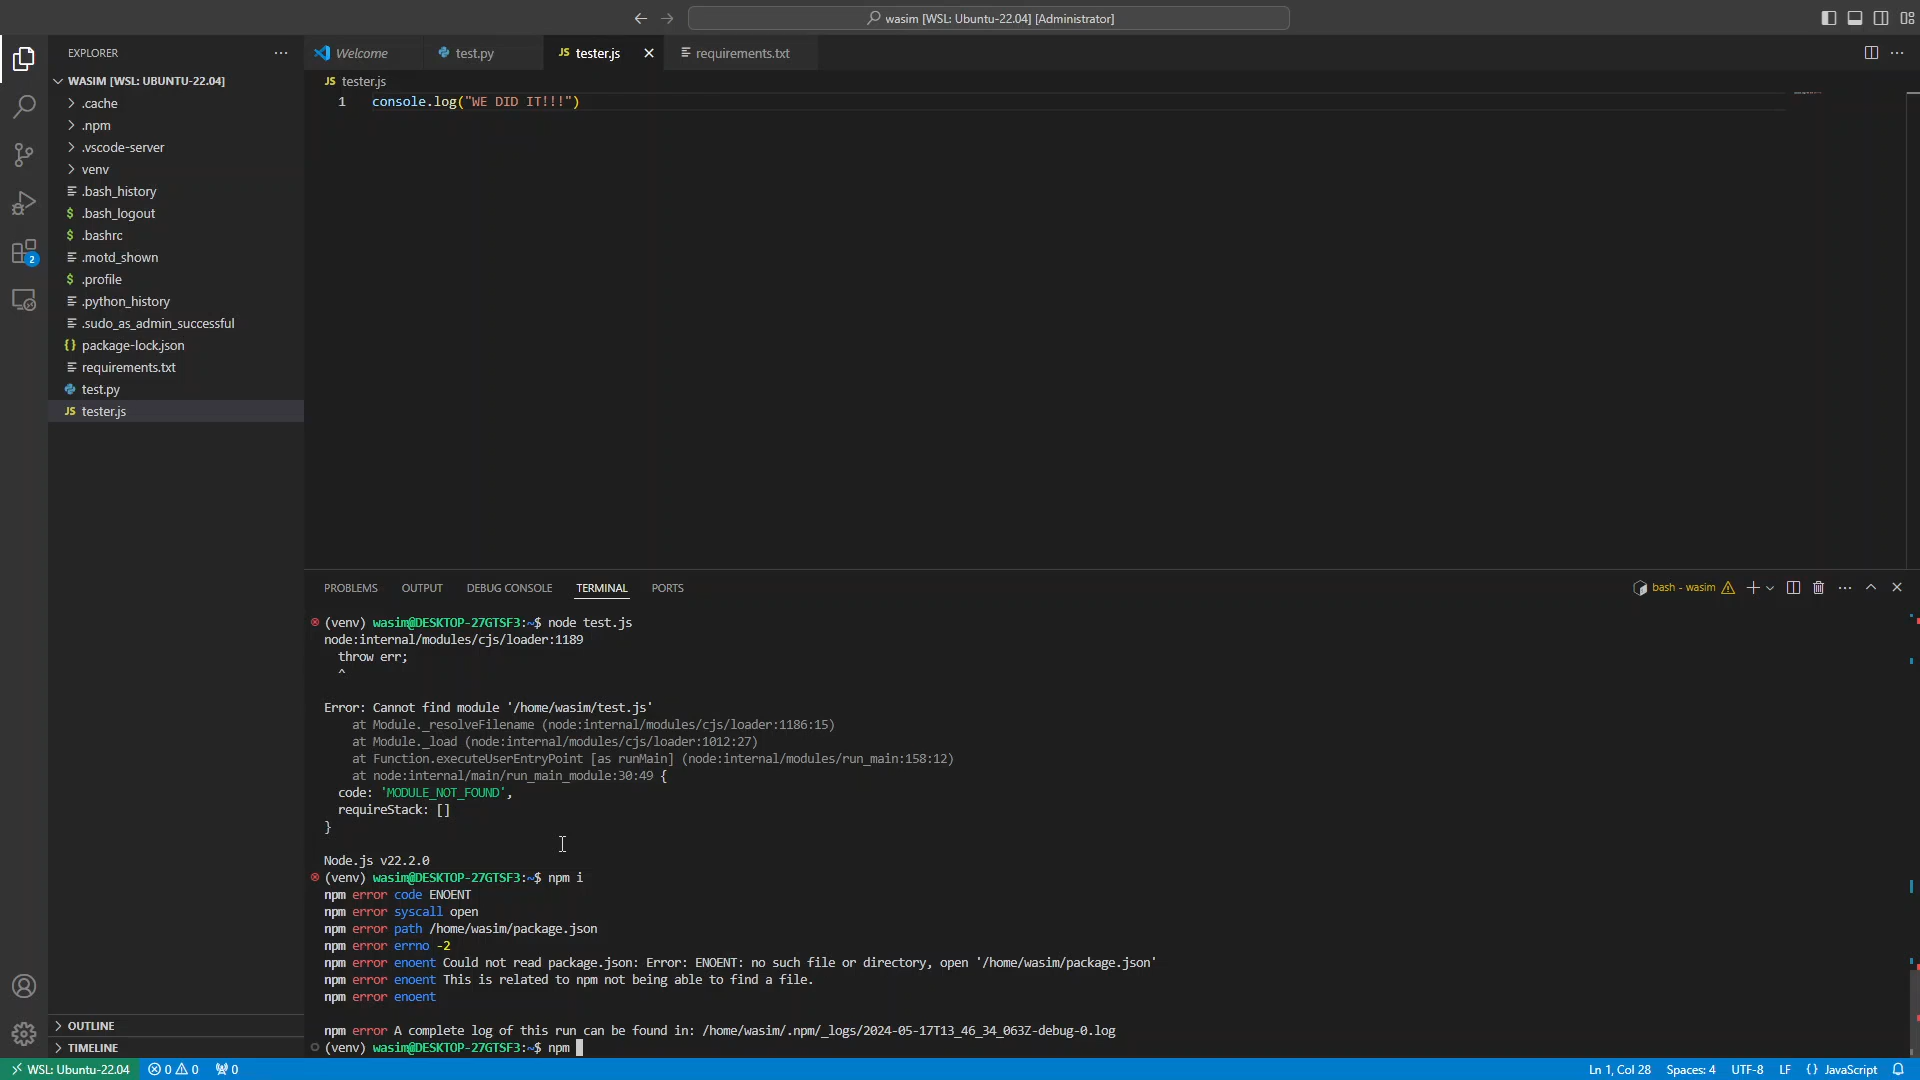 wasim [WSL: Ubuntu-22.04] [Administrator]
EXPLORER
WASIM [WSL: UBUNTU-22.04]
.cache
.npm
.vscode-server
venv
.bash_history
$ .bash_logout
$ .bashrc
.motd_shown
$ .profile
.python_history
.sudo_as_admin_successful
{} package-lock.json
requirements.txt
test.py
JS tester.js
OUTLINE
TIMELINE
2
Welcome
test.py
JS tester.js
requirements.txt
JS tester.js
1 console.log("WE DID IT!!!")
PROBLEMS
OUTPUT
DEBUG CONSOLE
TERMINAL
PORTS
bash - wasim
(venv) wasim@DESKTOP-27GTSF3:~$ node test.js
node:internal/modules/cjs/loader:1189
throw err;
^
Error: Cannot find module '/home/wasim/test.js'
at Module._resolveFilename (node:internal/modules/cjs/loader:1186:15)
at Module._load (node:internal/modules/cjs/loader:1012:27)
at Function.executeUserEntryPoint [as runMain] (node:internal/modules/run_main:158:12)
at node:internal/main/run_main_module:30:49 {
code: 'MODULE_NOT_FOUND',
requireStack: []
}
Node.js v22.2.0
(venv) wasim@DESKTOP-27GTSF3:~$ npm i
npm error code ENOENT
npm error syscall open
npm error path /home/wasim/package.json
npm error errno -2
npm error enoent Could not read package.json: Error: ENOENT: no such file or directory, open '/home/wasim/package.json'
npm error enoent This is related to npm not being able to find a file.
npm error enoent
npm error A complete log of this run can be found in: /home/wasim/.npm/_logs/2024-05-17T13_46_34_063Z-debug-0.log
(venv) wasim@DESKTOP-27GTSF3:~$ npm
WSL: Ubuntu-22.04
0 0
0
Ln 1, Col 28
Spaces: 4
UTF-8
LF
{} JavaScript